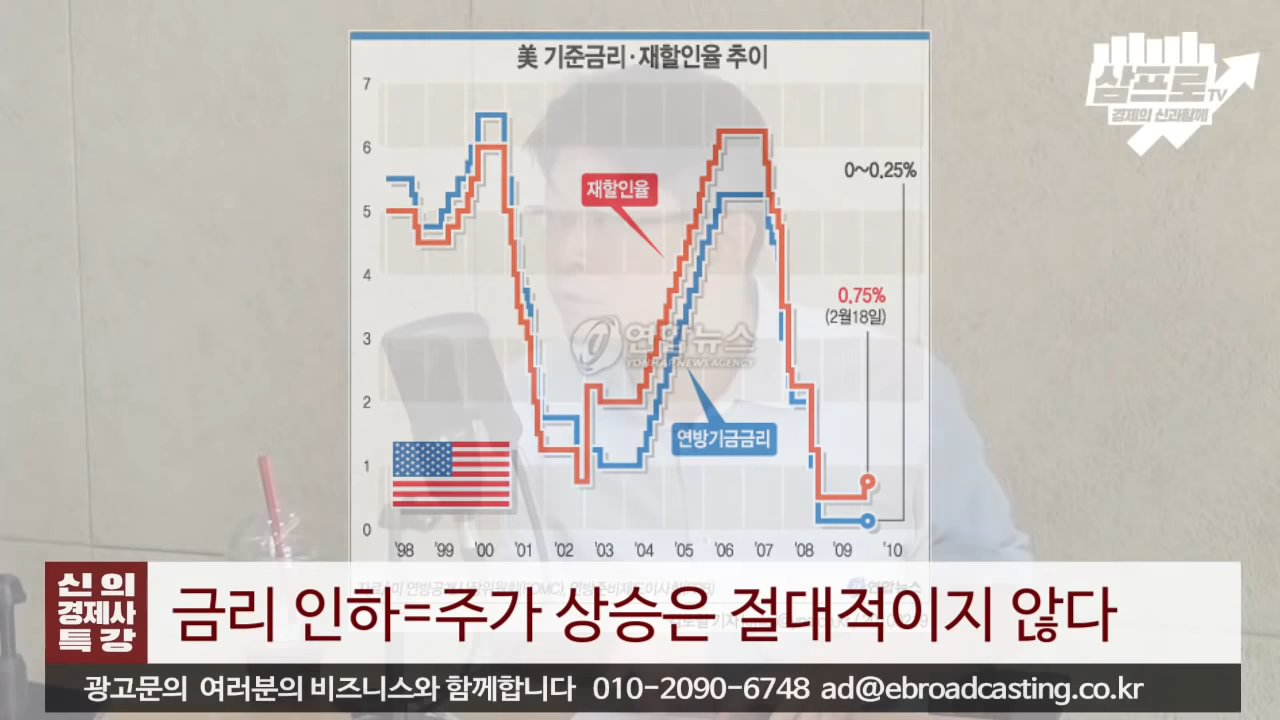 美 기준금리·재할인율 추이
삼프로TV
경제의 신과함께
7
6
5
4
3
2
1
0
재할인율
0~0.25%
0.75%
(2월18일)
연합뉴스
YONHAP NEWS AGENCY
연방기금금리
'98 '99 '00 '01 '02 '03 '04 '05 '06 '07 '08 '09 '10
연합뉴스
신의
경제사
특강
금리 인하=주가 상승은 절대적이지 않다
광고문의 여러분의 비즈니스와 함께합니다 010-2090-6748 ad@ebroadcasting.co.kr